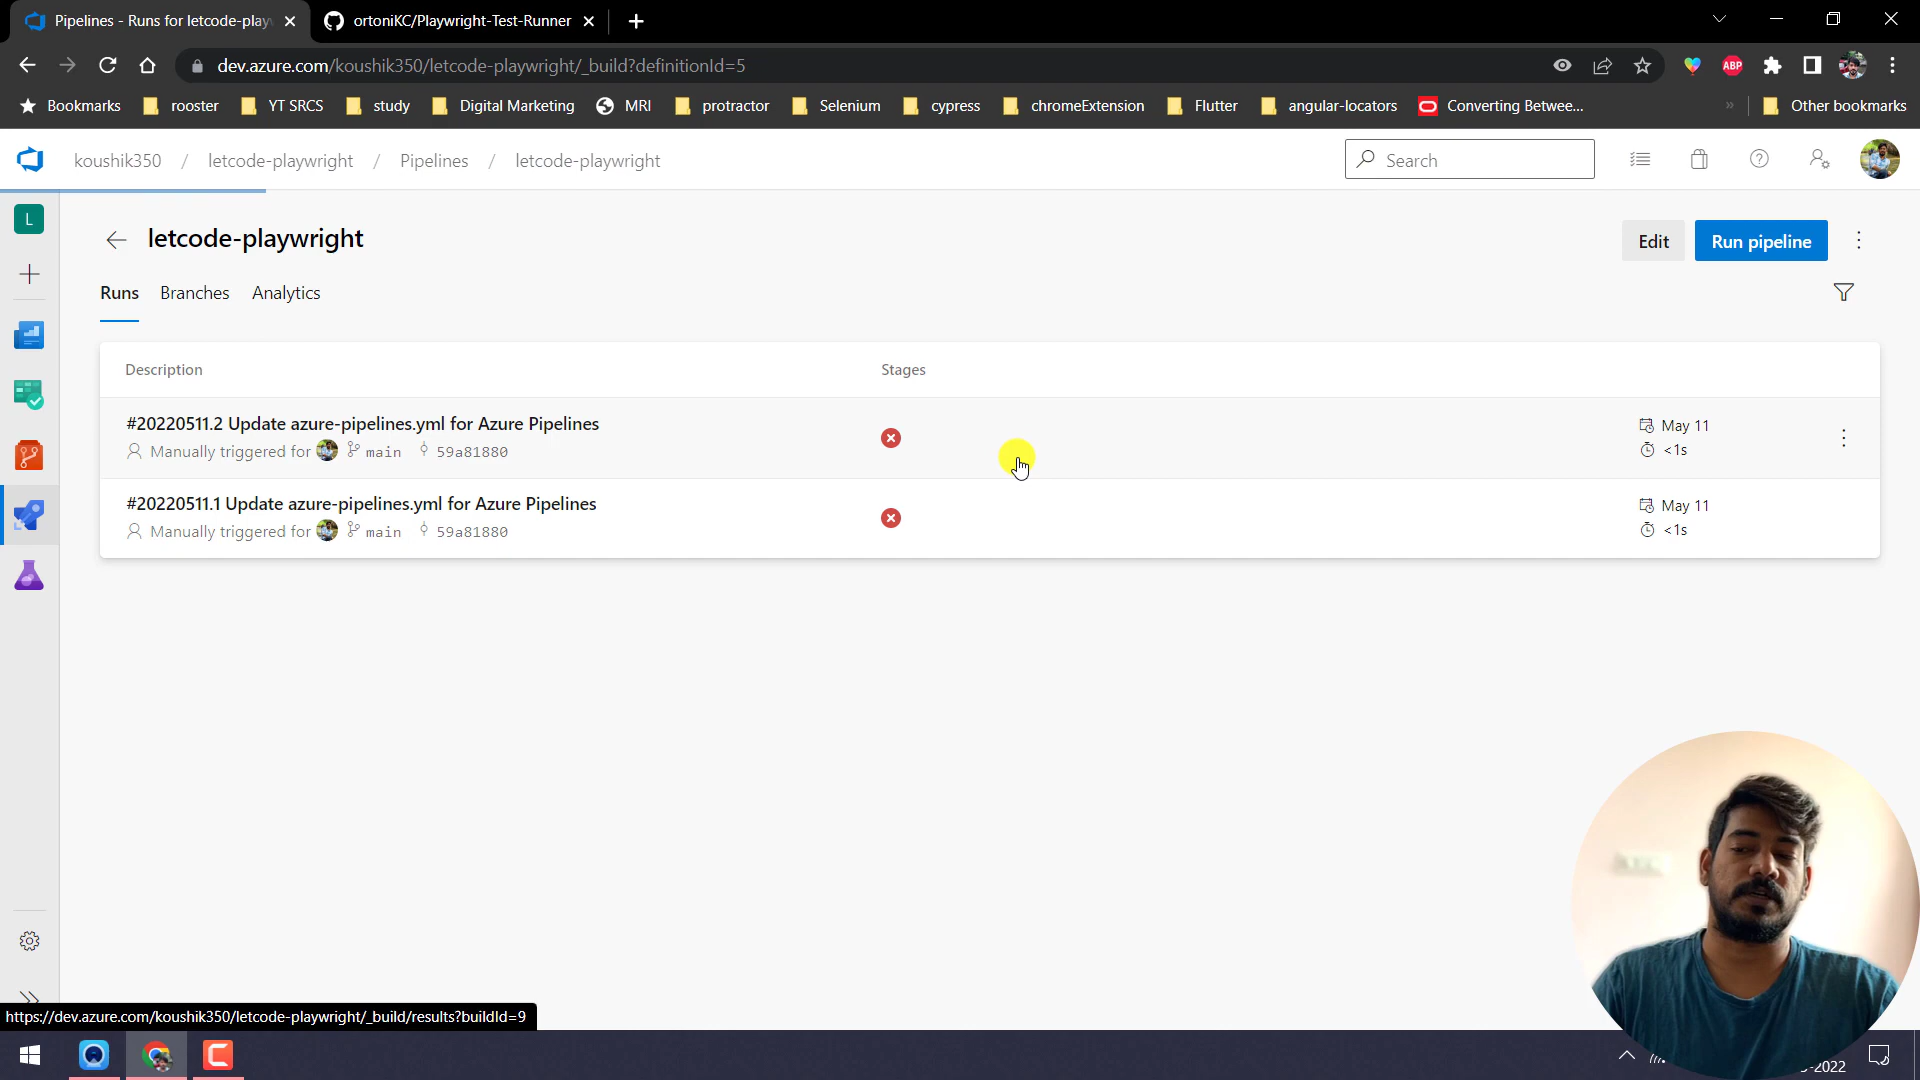 Pipelines - Runs for letcode-play
ortoniKC/Playwright-Test-Runner
dev.azure.com/koushik350/letcode-playwright/_build?definitionId=5
ABP
Bookmarks
rooster
YT SRCS
study
Digital Marketing
MRI
protractor
Selenium
cypress
chromeExtension
Flutter
angular-locators
Converting Betwee...
»
Other bookmarks
koushik350 / letcode-playwright / Pipelines / letcode-playwright
Search
L
letcode-playwright
Edit
Run pipeline
Runs
Branches
Analytics
Description
Stages
#20220511.2 Update azure-pipelines.yml for Azure Pipelines
Manually triggered for main 59a81880
May 11
<1s
#20220511.1 Update azure-pipelines.yml for Azure Pipelines
Manually triggered for main 59a81880
May 11
<1s
https://dev.azure.com/koushik350/letcode-playwright/_build/results?buildId=9
-2022